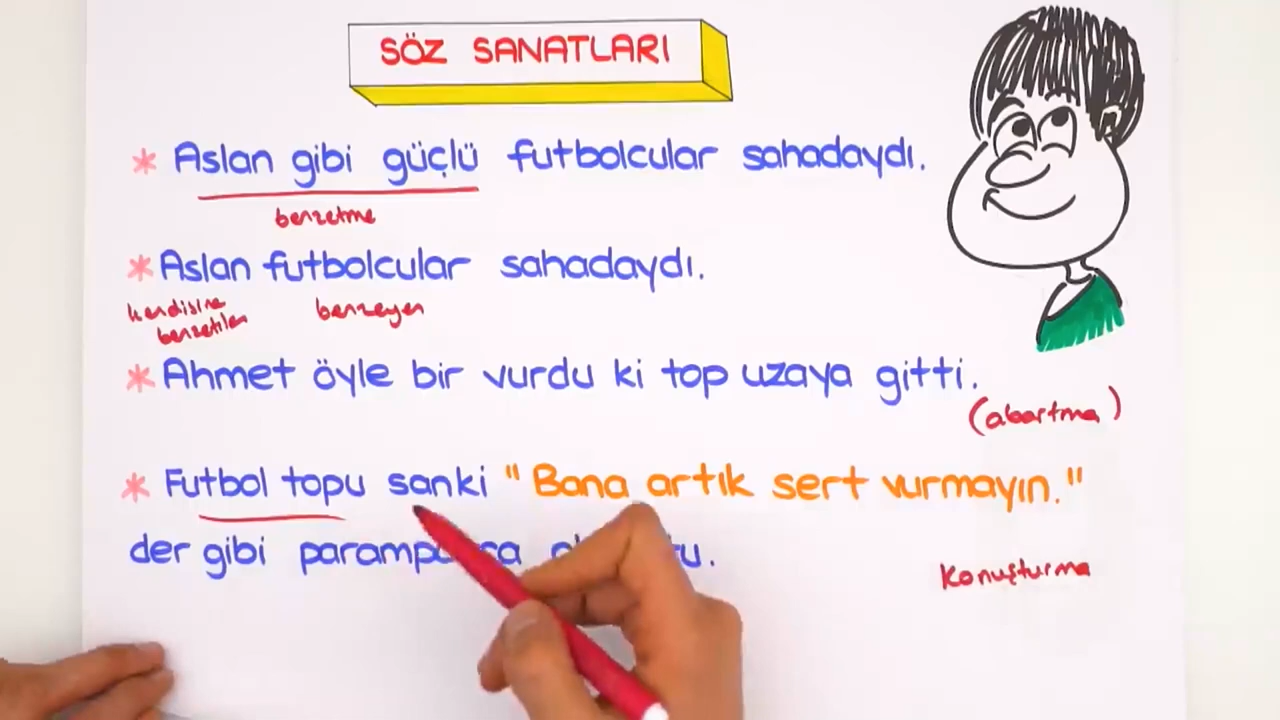 SÖZ SANATLARI
* Aslan gibi güçlü futbolcular sahadaydı.
benzetme
* Aslan futbolcular sahadaydı.
kendisine benzeyen
benzetilen
* Ahmet öyle bir vurdu ki top uzaya gitti.
(abartma)
* Futbol topu sanki "Bana artık sert vurmayın."
der gibi
konuşturma